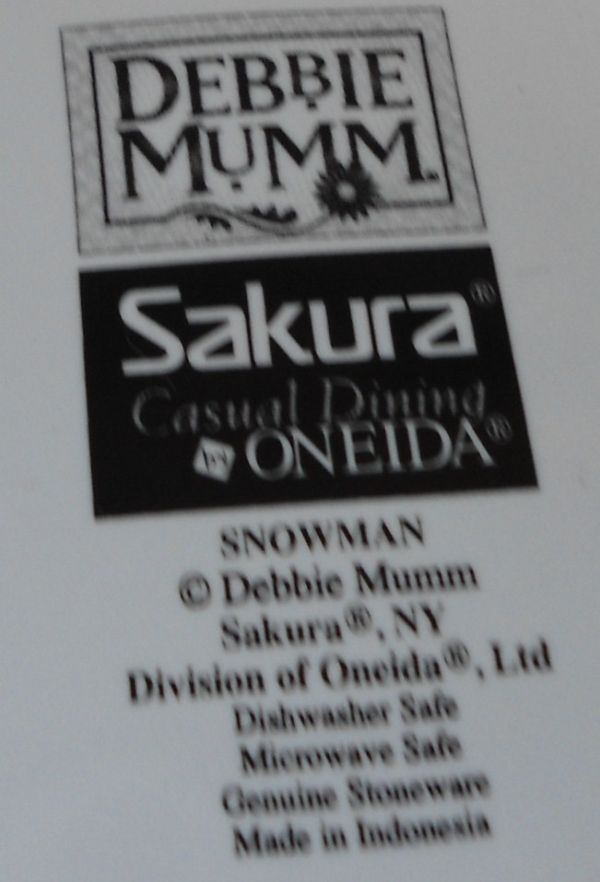 DEBBIE
MUMM™
Sakura®
Casual Dining
by ONEIDA®
SNOWMAN
© Debbie Mumm
Sakura®, NY
Division of Oneida®, Ltd
Dishwasher Safe
Microwave Safe
Genuine Stoneware
Made in Indonesia